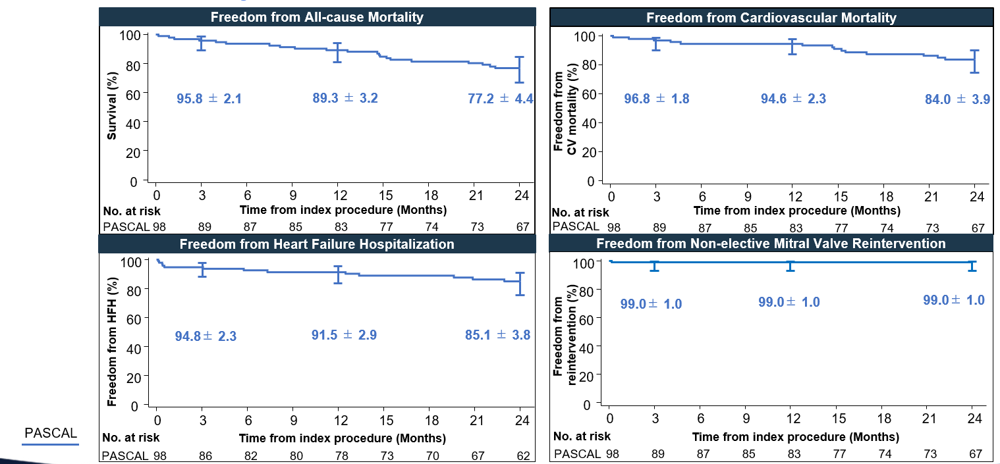 Freedom from All-cause Mortality
100
80
60
40
20
0
Survival (%)
95.8 ± 2.1
89.3 ± 3.2
77.2 ± 4.4
0 3 6 9 12 15 18 21 24
No. at risk
Time from index procedure (Months)
PASCAL 98 89 87 85 83 77 74 73 67
Freedom from Cardiovascular Mortality
100
80
60
40
20
0
Freedom from
CV mortality (%)
96.8 ± 1.8
94.6 ± 2.3
84.0 ± 3.9
0 3 6 9 12 15 18 21 24
No. at risk
Time from index procedure (Months)
PASCAL 98 89 87 85 83 77 74 73 67
Freedom from Heart Failure Hospitalization
100
80
60
40
20
0
Freedom from HFH (%)
94.8 ± 2.3
91.5 ± 2.9
85.1 ± 3.8
0 3 6 9 12 15 18 21 24
No. at risk
Time from index procedure (Months)
PASCAL 98 86 82 80 78 73 70 67 62
Freedom from Non-elective Mitral Valve Reintervention
100
80
60
40
20
0
Freedom from
reintervention (%)
99.0 ± 1.0
99.0 ± 1.0
99.0 ± 1.0
0 3 6 9 12 15 18 21 24
No. at risk
Time from index procedure (Months)
PASCAL 98 89 87 85 83 77 74 73 67
PASCAL